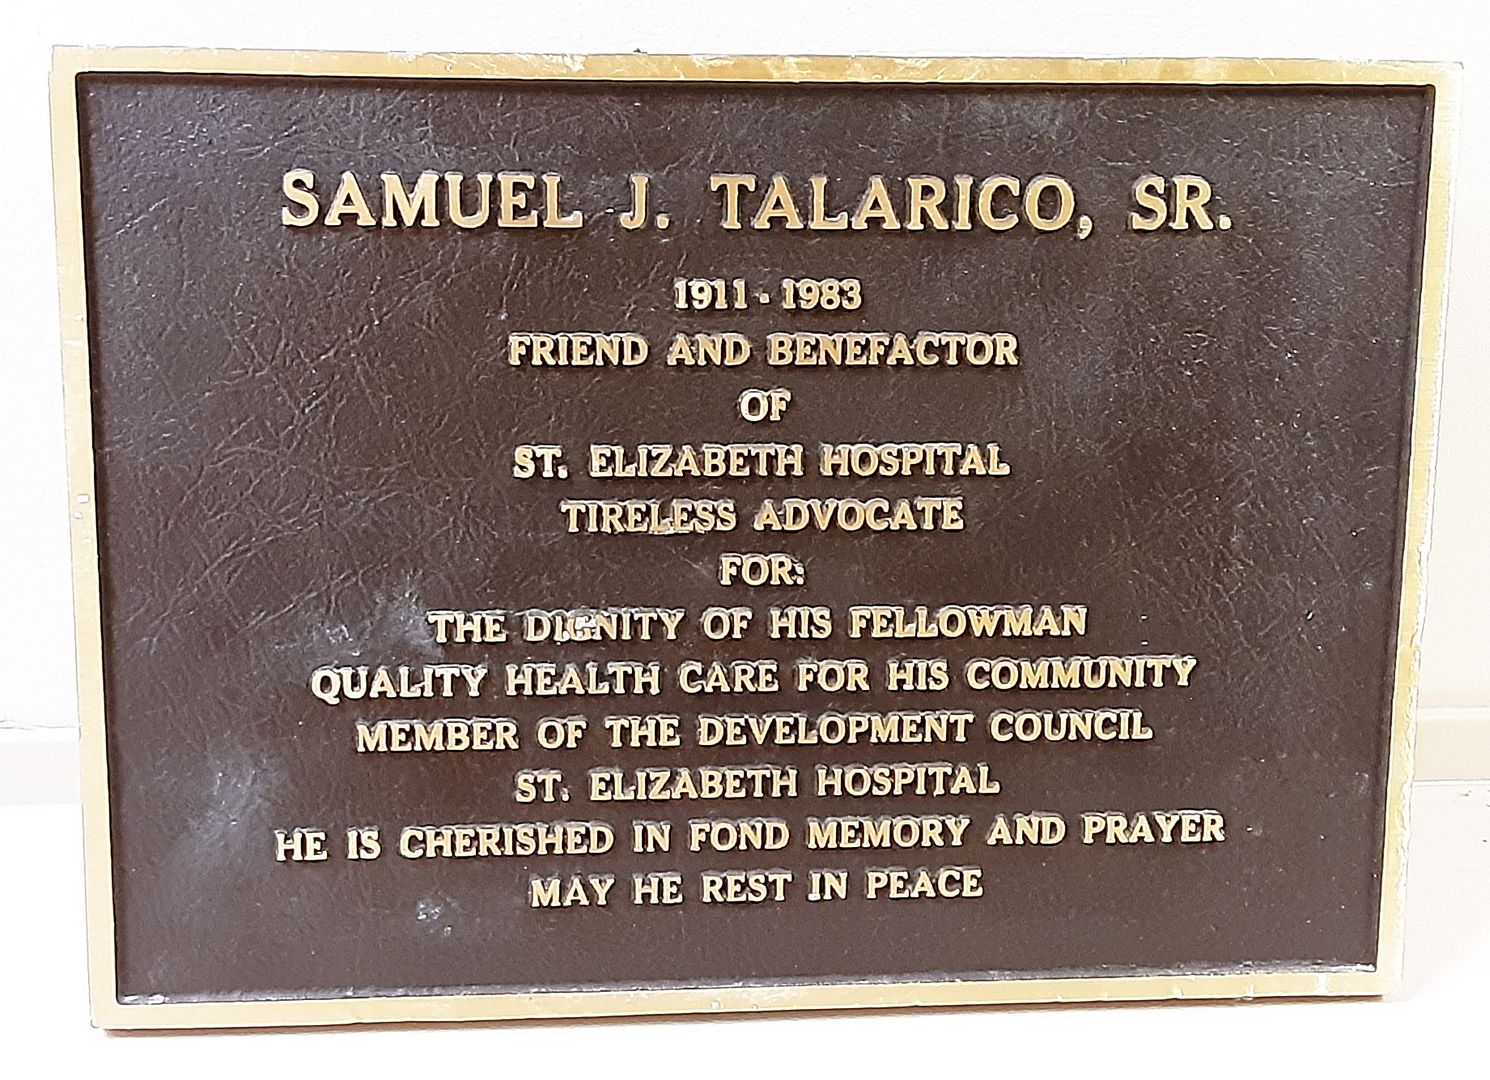 SAMUEL J. TALARICO, SR.
1911 - 1983
FRIEND AND BENEFACTOR
OF
ST. ELIZABETH HOSPITAL
TIRELESS ADVOCATE
FOR:
THE DIGNITY OF HIS FELLOWMAN
QUALITY HEALTH CARE FOR HIS COMMUNITY
MEMBER OF THE DEVELOPMENT COUNCIL
ST. ELIZABETH HOSPITAL
HE IS CHERISHED IN FOND MEMORY AND PRAYER
MAY HE REST IN PEACE